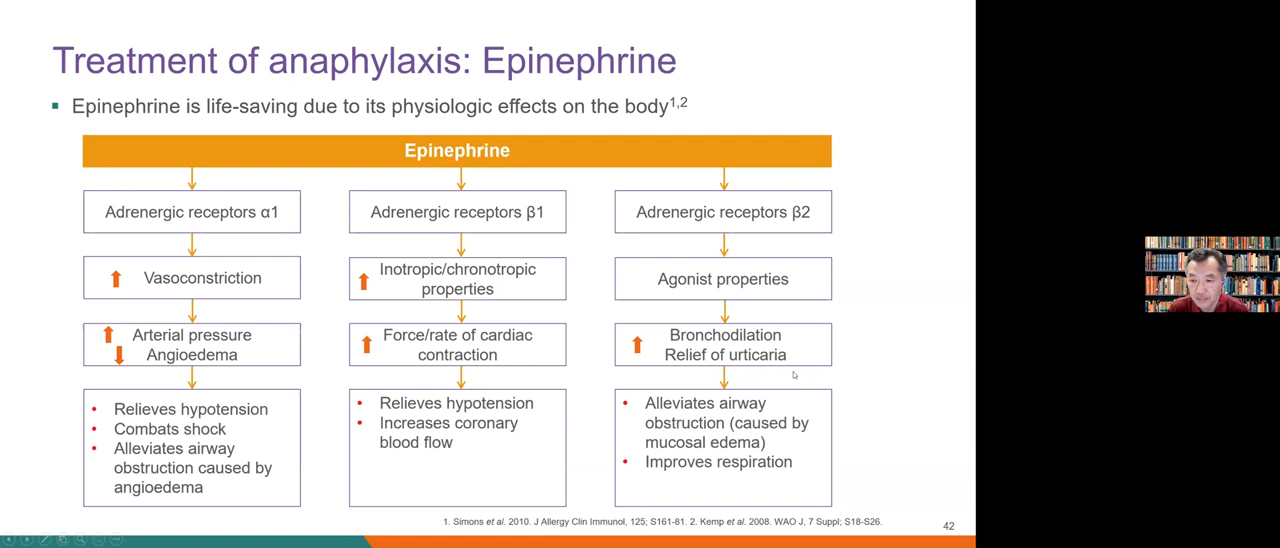 Treatment of anaphylaxis: Epinephrine
▪ Epinephrine is life-saving due to its physiologic effects on the body1,2
Epinephrine
Adrenergic receptors α1
Vasoconstriction
Arterial pressure
Angioedema
• Relieves hypotension
• Combats shock
• Alleviates airway
obstruction caused by
angioedema
Adrenergic receptors β1
Inotropic/chronotropic
properties
Force/rate of cardiac
contraction
• Relieves hypotension
• Increases coronary
blood flow
Adrenergic receptors β2
Agonist properties
Bronchodilation
Relief of urticaria
• Alleviates airway
obstruction (caused by
mucosal edema)
• Improves respiration
1. Simons et al. 2010. J Allergy Clin Immunol, 125; S161-81. 2. Kemp et al. 2008. WAO J, 7 Suppl; S18-S26.
42